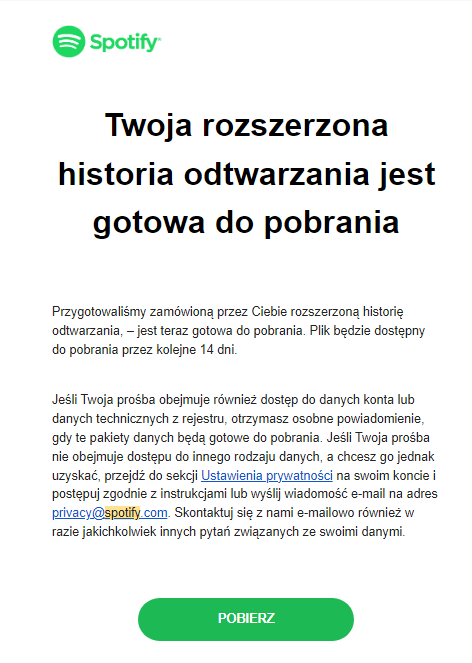 Spotify
Twoja rozszerzona
historia odtwarzania jest
gotowa do pobrania
Przygotowaliśmy zamówioną przez Ciebie rozszerzoną historię
odtwarzania, – jest teraz gotowa do pobrania. Plik będzie dostępny
do pobrania przez kolejne 14 dni.
Jeśli Twoja prośba obejmuje również dostęp do danych konta lub
danych technicznych z rejestru, otrzymasz osobne powiadomienie,
gdy te pakiety danych będą gotowe do pobrania. Jeśli Twoja prośba
nie obejmuje dostępu do innego rodzaju danych, a chcesz go jednak
uzyskać, przejdź do sekcji Ustawienia prywatności na swoim koncie i
postępuj zgodnie z instrukcjami lub wyślij wiadomość e-mail na adres
privacy@spotify.com. Skontaktuj się z nami e-mailowo również w
razie jakichkolwiek innych pytań związanych ze swoimi danymi.
POBIERZ